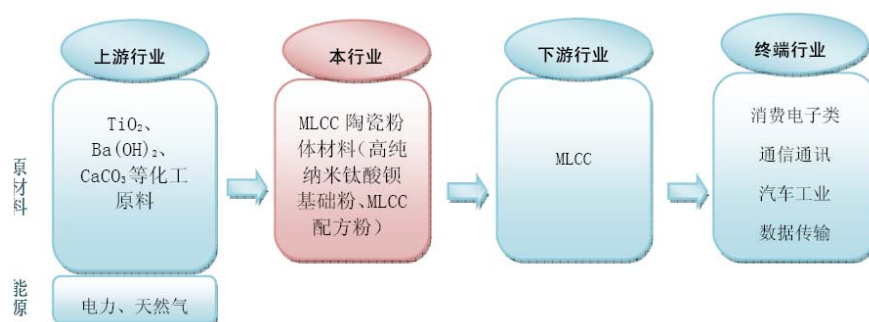 上游行业
本行业
下游行业
终端行业
原材料
TiO₂、
Ba(OH)₂、
CaCO₃等化工
原料
MLCC 陶瓷粉
体材料（高纯
纳米钛酸钡
基础粉、MLCC
配方粉）
MLCC
消费电子类
通信通讯
汽车工业
数据传输
能源
电力、天然气